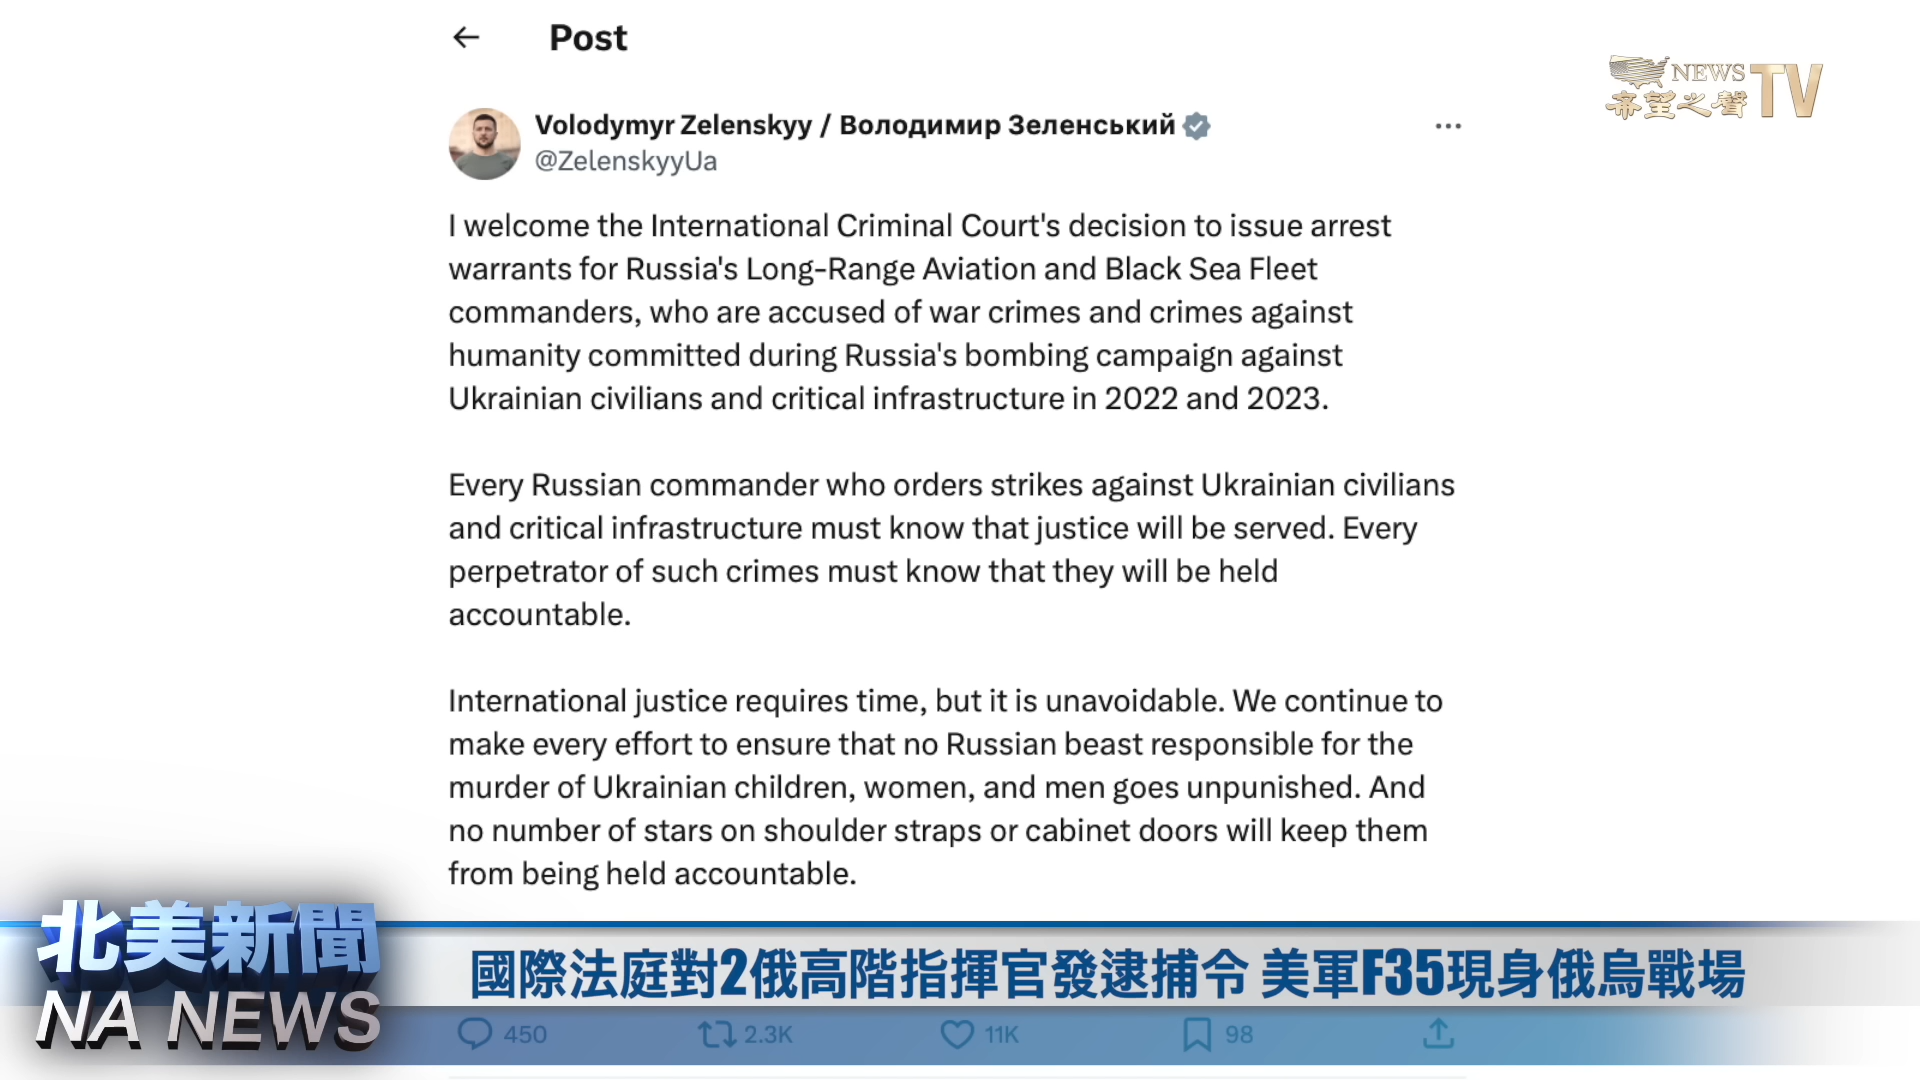 Post
NEWS
希望之聲TV
Volodymyr Zelenskyy / Володимир Зеленський
@ZelenskyyUa
I welcome the International Criminal Court's decision to issue arrest
warrants for Russia's Long-Range Aviation and Black Sea Fleet
commanders, who are accused of war crimes and crimes against
humanity committed during Russia's bombing campaign against
Ukrainian civilians and critical infrastructure in 2022 and 2023.
Every Russian commander who orders strikes against Ukrainian civilians
and critical infrastructure must know that justice will be served. Every
perpetrator of such crimes must know that they will be held
accountable.
International justice requires time, but it is unavoidable. We continue to
make every effort to ensure that no Russian beast responsible for the
murder of Ukrainian children, women, and men goes unpunished. And
no number of stars on shoulder straps or cabinet doors will keep them
from being held accountable.
北美新聞
NA NEWS
國際法庭對2俄高階指揮官發逮捕令 美軍F35現身俄烏戰場
450 2.3K 11K 98